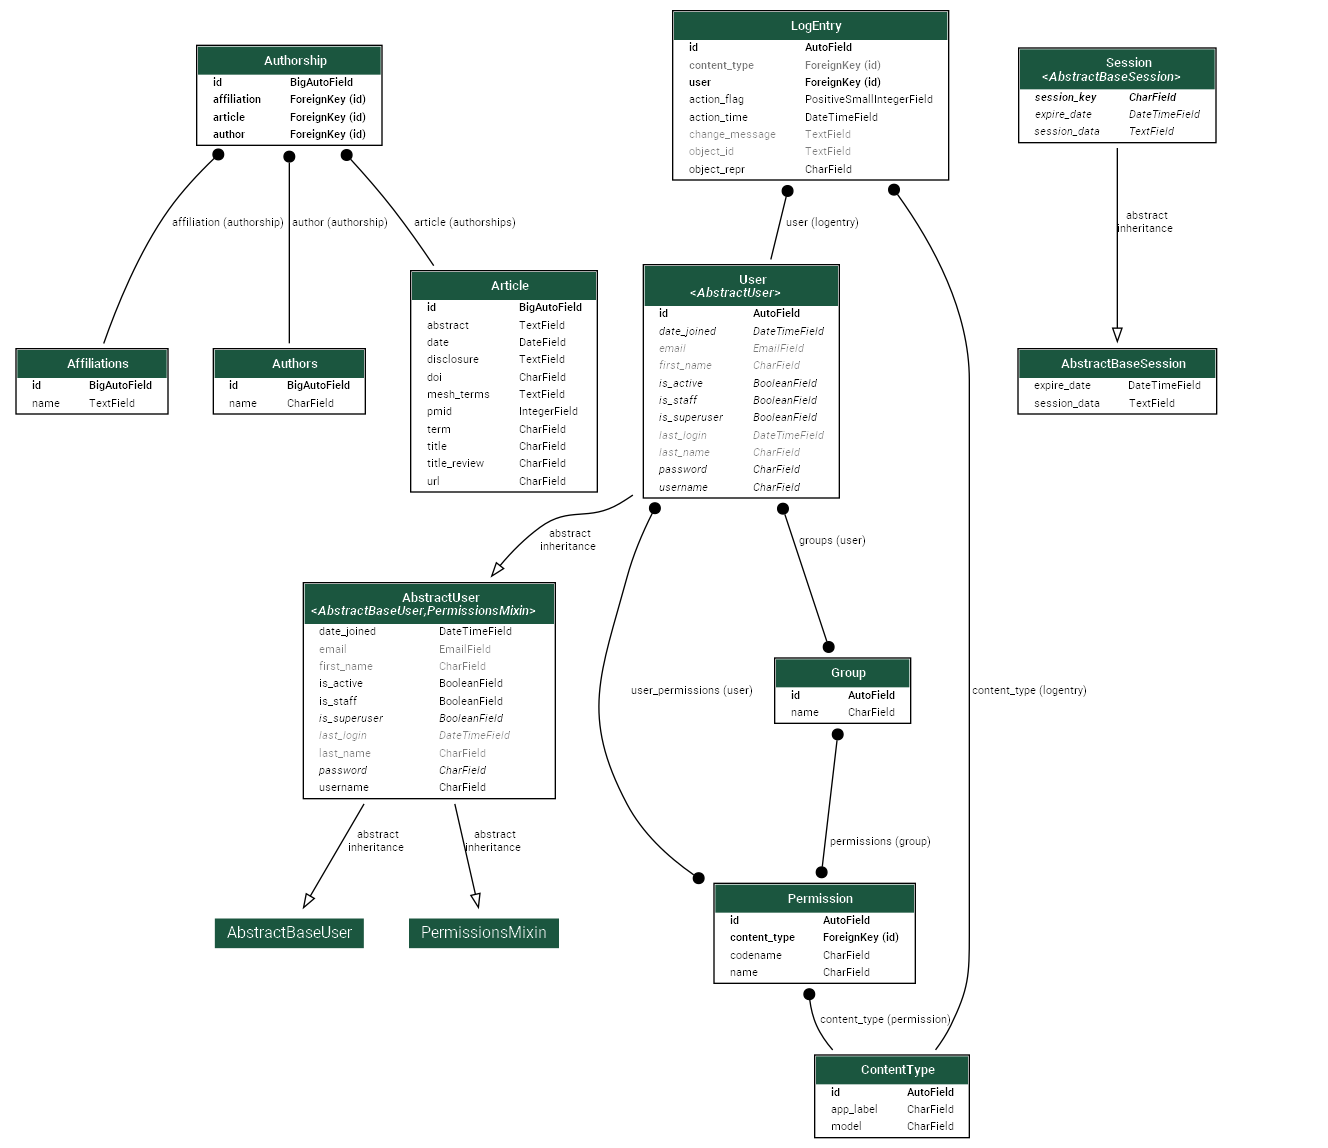 LogEntry
id AutoField
content_type ForeignKey (id)
user ForeignKey (id)
action_flag PositiveSmallIntegerField
action_time DateTimeField
change_message TextField
object_id TextField
object_repr CharField
Authorship
id BigAutoField
affiliation ForeignKey (id)
article ForeignKey (id)
author ForeignKey (id)
Session
<AbstractBaseSession>
session_key CharField
expire_date DateTimeField
session_data TextField
affiliation (authorship)
author (authorship)
article (authorships)
user (logentry)
abstract
inheritance
Article
id BigAutoField
abstract TextField
date DateField
disclosure TextField
doi CharField
mesh_terms TextField
pmid IntegerField
term CharField
title CharField
title_review CharField
url CharField
User
<AbstractUser>
id AutoField
date_joined DateTimeField
email EmailField
first_name CharField
is_active BooleanField
is_staff BooleanField
is_superuser BooleanField
last_login DateTimeField
last_name CharField
password CharField
username CharField
Affiliations
id BigAutoField
name TextField
Authors
id BigAutoField
name CharField
AbstractBaseSession
expire_date DateTimeField
session_data TextField
abstract
inheritance
groups (user)
AbstractUser
<AbstractBaseUser,PermissionsMixin>
date_joined DateTimeField
email EmailField
first_name CharField
is_active BooleanField
is_staff BooleanField
is_superuser BooleanField
last_login DateTimeField
last_name CharField
password CharField
username CharField
user_permissions (user)
Group
id AutoField
name CharField
content_type (logentry)
abstract
inheritance
abstract
inheritance
permissions (group)
AbstractBaseUser
PermissionsMixin
Permission
id AutoField
content_type ForeignKey (id)
codename CharField
name CharField
content_type (permission)
ContentType
id AutoField
app_label CharField
model CharField